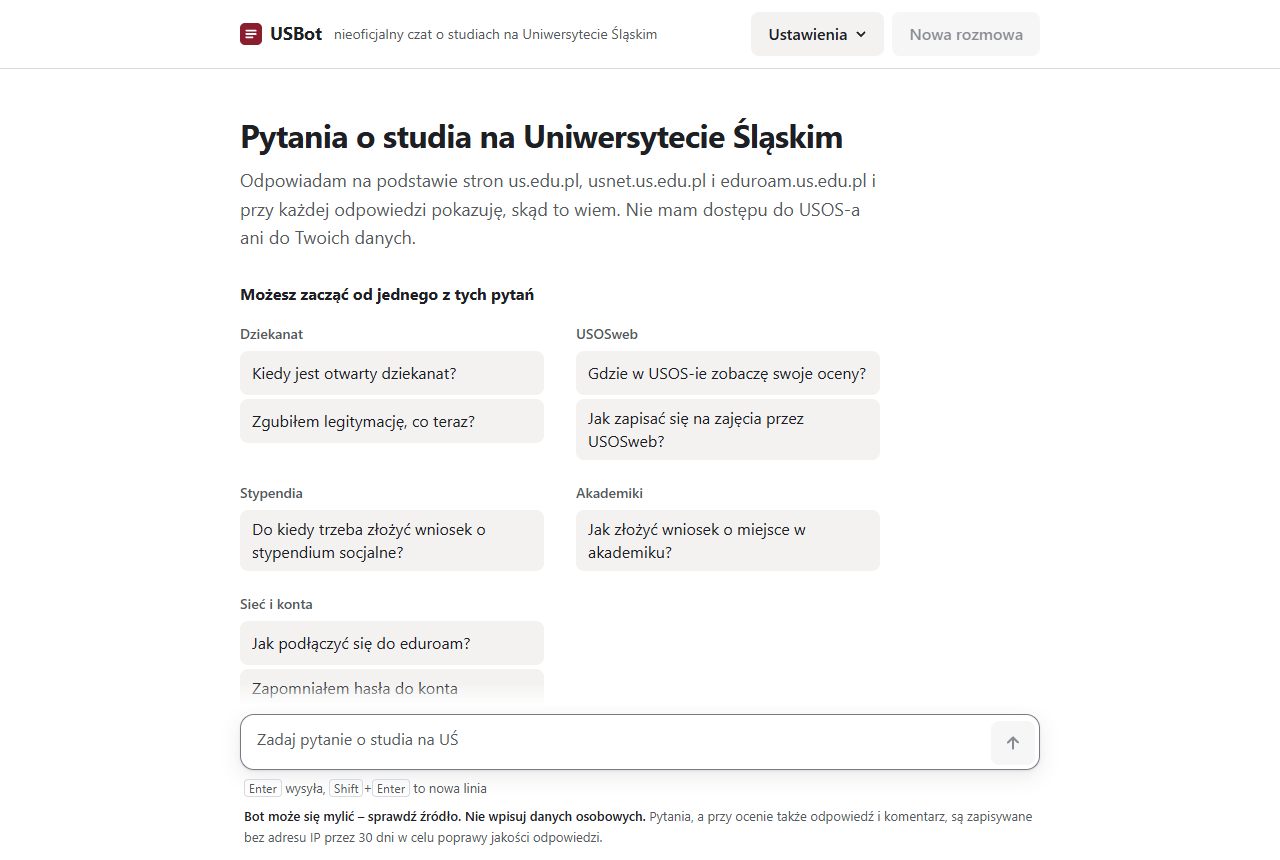 USBot nieoficjalny czat o studiach na Uniwersytecie Śląskim
Ustawienia
Nowa rozmowa
Pytania o studia na Uniwersytecie Śląskim
Odpowiadam na podstawie stron us.edu.pl, usnet.us.edu.pl i eduroam.us.edu.pl i
przy każdej odpowiedzi pokazuję, skąd to wiem. Nie mam dostępu do USOS-a
ani do Twoich danych.
Możesz zacząć od jednego z tych pytań
Dziekanat
Kiedy jest otwarty dziekanat?
Zgubiłem legitymację, co teraz?
USOSweb
Gdzie w USOS-ie zobaczę swoje oceny?
Jak zapisać się na zajęcia przez
USOSweb?
Stypendia
Do kiedy trzeba złożyć wniosek o
stypendium socjalne?
Akademiki
Jak złożyć wniosek o miejsce w
akademiku?
Sieć i konta
Jak podłączyć się do eduroam?
Zapomniałem hasła do konta
Zadaj pytanie o studia na UŚ
Enter wysyła, Shift+Enter to nowa linia
Bot może się mylić – sprawdź źródło. Nie wpisuj danych osobowych. Pytania, a przy ocenie także odpowiedź i komentarz, są zapisywane
bez adresu IP przez 30 dni w celu poprawy jakości odpowiedzi.